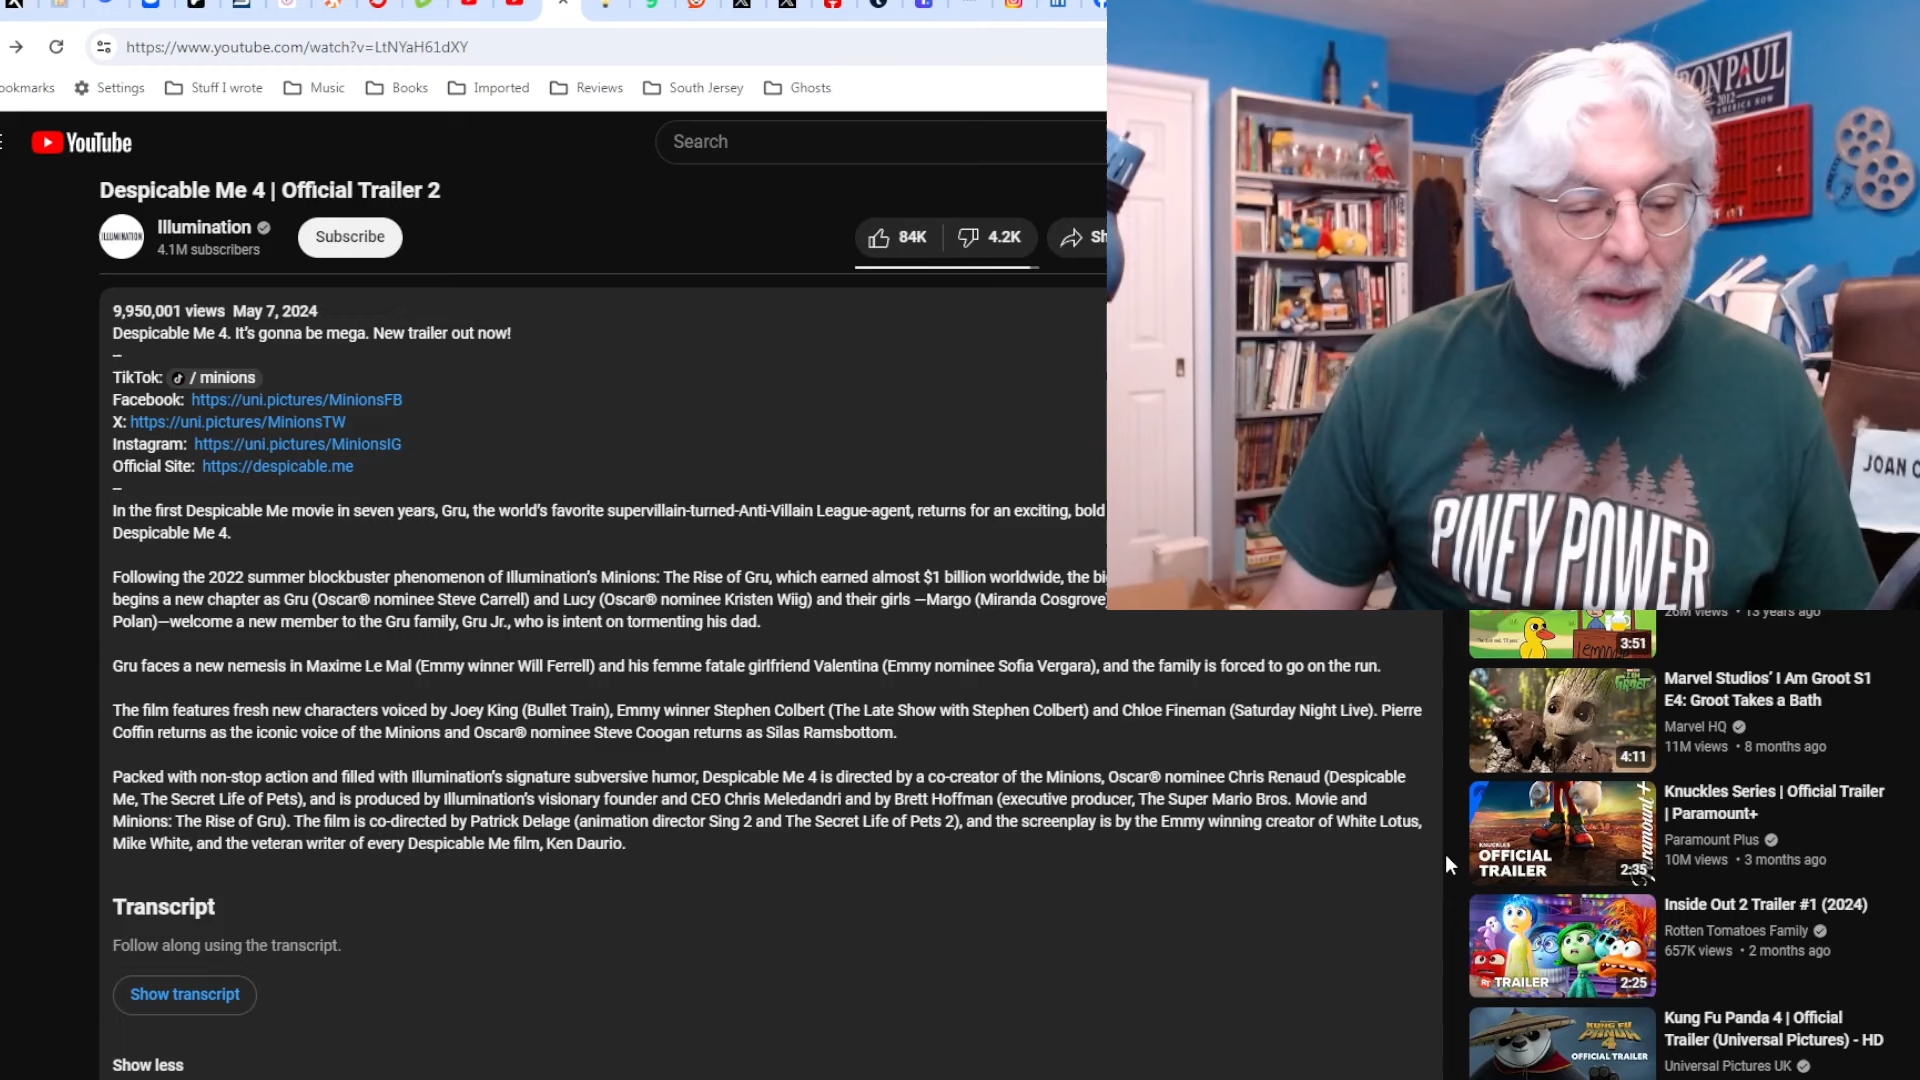 https://www.youtube.com/watch?v=LtNYaH61dXY
ookmarks Settings Stuff I wrote Music Books Imported Reviews South Jersey Ghosts
YouTube
Search
Despicable Me 4 | Official Trailer 2
ILLUMINATION
Illumination
4.1M subscribers
Subscribe
84K
4.2K
Sh
9,950,001 views May 7, 2024
Despicable Me 4. It's gonna be mega. New trailer out now!
–
TikTok: / minions
Facebook: https://uni.pictures/MinionsFB
X: https://uni.pictures/MinionsTW
Instagram: https://uni.pictures/MinionsIG
Official Site: https://despicable.me
–
In the first Despicable Me movie in seven years, Gru, the world's favorite supervillain-turned-Anti-Villain League-agent, returns for an exciting, bold
Despicable Me 4.
Following the 2022 summer blockbuster phenomenon of Illumination's Minions: The Rise of Gru, which earned almost $1 billion worldwide, the bi
begins a new chapter as Gru (Oscar® nominee Steve Carrell) and Lucy (Oscar® nominee Kristen Wiig) and their girls —Margo (Miranda Cosgrove)
Polan)—welcome a new member to the Gru family, Gru Jr., who is intent on tormenting his dad.
Gru faces a new nemesis in Maxime Le Mal (Emmy winner Will Ferrell) and his femme fatale girlfriend Valentina (Emmy nominee Sofia Vergara), and the family is forced to go on the run.
The film features fresh new characters voiced by Joey King (Bullet Train), Emmy winner Stephen Colbert (The Late Show with Stephen Colbert) and Chloe Fineman (Saturday Night Live). Pierre
Coffin returns as the iconic voice of the Minions and Oscar® nominee Steve Coogan returns as Silas Ramsbottom.
Packed with non-stop action and filled with Illumination's signature subversive humor, Despicable Me 4 is directed by a co-creator of the Minions, Oscar® nominee Chris Renaud (Despicable
Me, The Secret Life of Pets), and is produced by Illumination's visionary founder and CEO Chris Meledandri and by Brett Hoffman (executive producer, The Super Mario Bros. Movie and
Minions: The Rise of Gru). The film is co-directed by Patrick Delage (animation director Sing 2 and The Secret Life of Pets 2), and the screenplay is by the Emmy winning creator of White Lotus,
Mike White, and the veteran writer of every Despicable Me film, Ken Daurio.
Transcript
Follow along using the transcript.
Show transcript
Show less
RON PAUL
2012
PINEY POWER
JOAN C
26M views • 13 years ago
3:51
Marvel Studios' I Am Groot S1
E4: Groot Takes a Bath
Marvel HQ
11M views • 8 months ago
4:11
Knuckles Series | Official Trailer
| Paramount+
Paramount Plus
10M views • 3 months ago
KNUCKLES
OFFICIAL
TRAILER
2:35
Inside Out 2 Trailer #1 (2024)
Rotten Tomatoes Family
657K views • 2 months ago
RT TRAILER
2:25
Kung Fu Panda 4 | Official
Trailer (Universal Pictures) - HD
Universal Pictures UK
KUNG FU
PANDA
4
OFFICIAL TRAILER